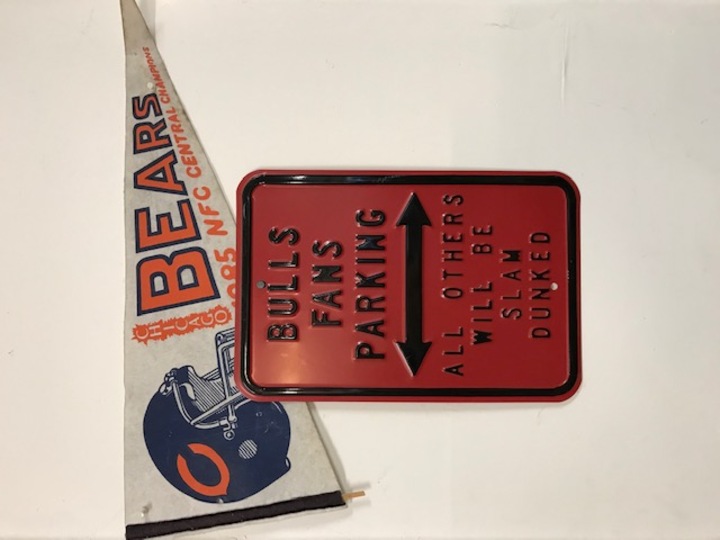 CHICAGO
BEARS
1985 NFC CENTRAL CHAMPIONS
C
BULLS
FANS
PARKING
ALL OTHERS
WILL BE
SLAM
DUNKED